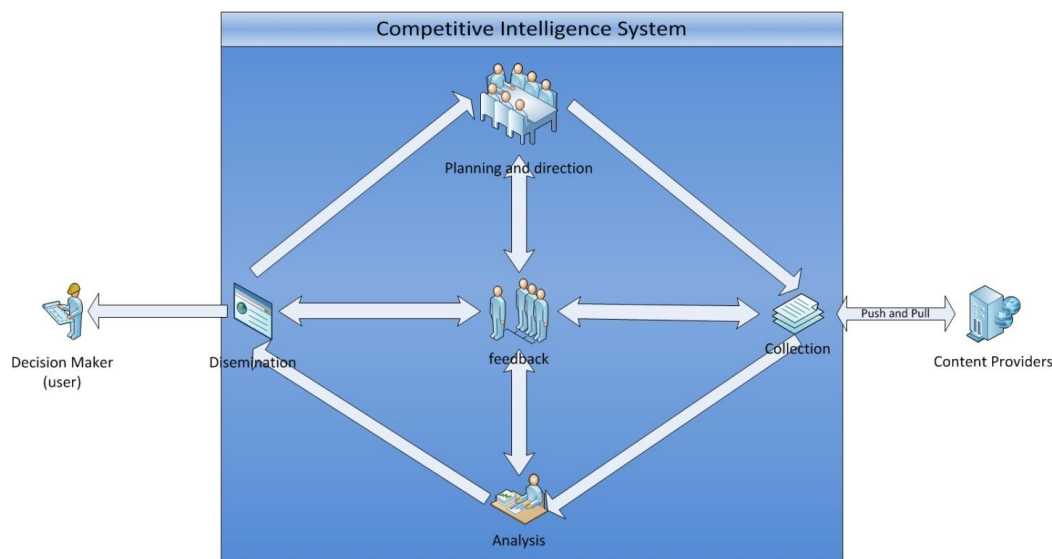 Competitive Intelligence System
Planning and direction
Push and Pull
Decision Maker
(user)
Disemination
feedback
Collection
Content Providers
Analysis